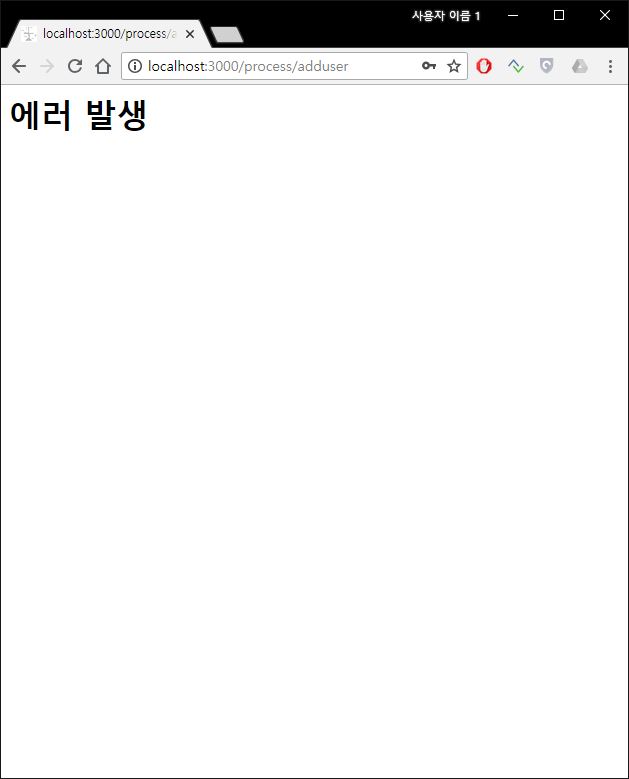 사용자 이름 1
localhost:3000/process/a
localhost:3000/process/adduser
에러 발생